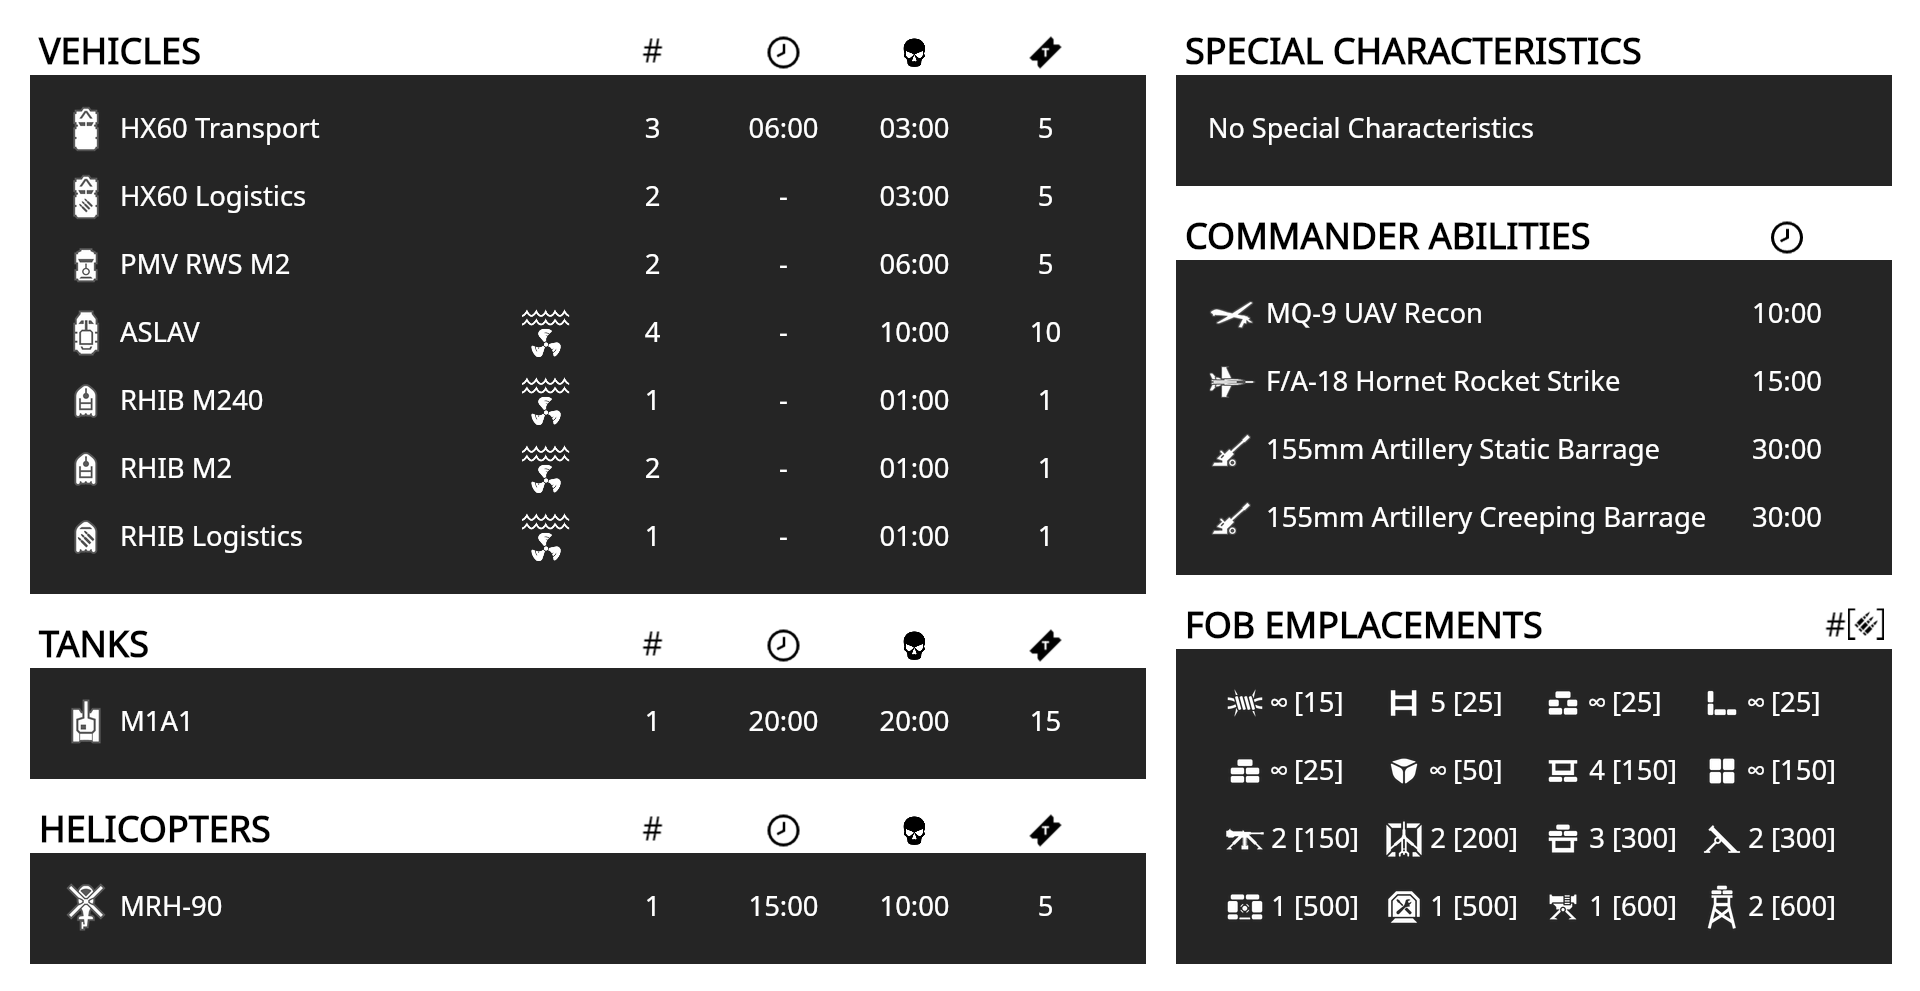 VEHICLES #
HX60 Transport 3 06:00 03:00 5
HX60 Logistics 2 - 03:00 5
PMV RWS M2 2 - 06:00 5
ASLAV 4 - 10:00 10
RHIB M240 1 - 01:00 1
RHIB M2 2 - 01:00 1
RHIB Logistics 1 - 01:00 1
TANKS #
M1A1 1 20:00 20:00 15
HELICOPTERS #
MRH-90 1 15:00 10:00 5
SPECIAL CHARACTERISTICS
No Special Characteristics
COMMANDER ABILITIES
MQ-9 UAV Recon 10:00
F/A-18 Hornet Rocket Strike 15:00
155mm Artillery Static Barrage 30:00
155mm Artillery Creeping Barrage 30:00
FOB EMPLACEMENTS #[]
∞ [15] 5 [25] ∞ [25] ∞ [25]
∞ [25] ∞ [50] 4 [150] ∞ [150]
2 [150] 2 [200] 3 [300] 2 [300]
1 [500] 1 [500] 1 [600] 2 [600]